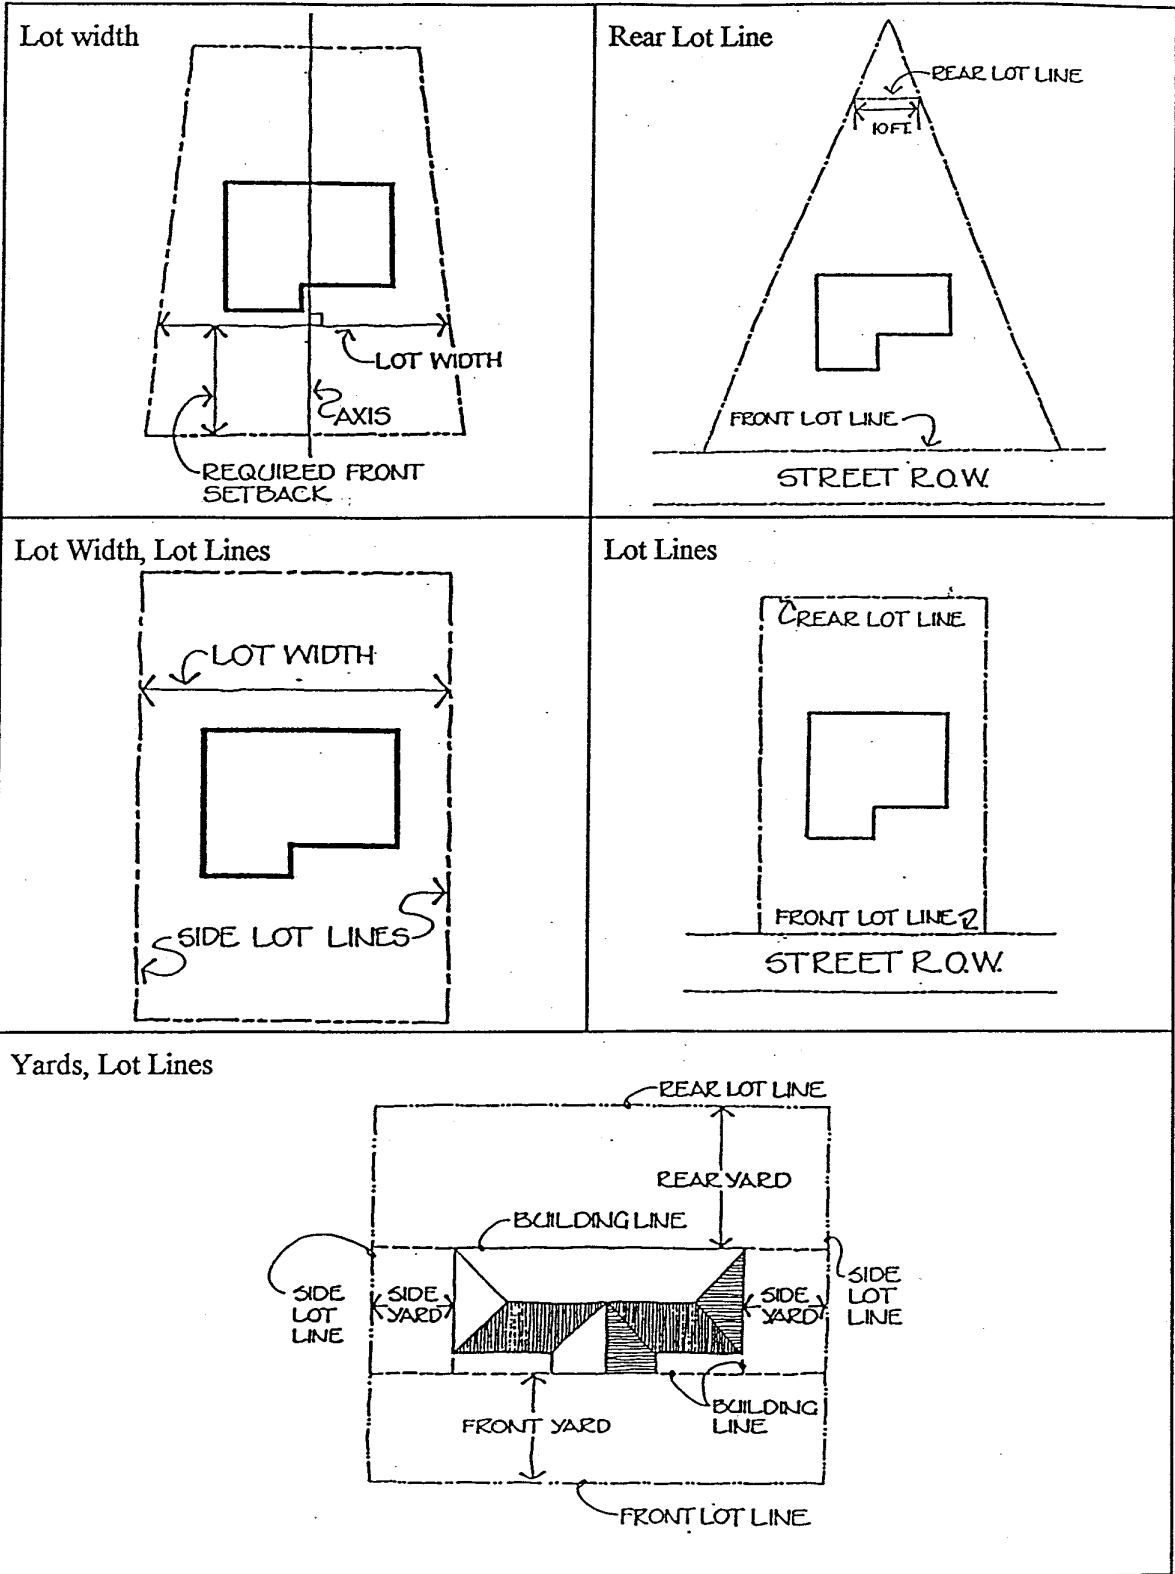 Lot width
LOT WIDTH
AXIS
REQUIRED FRONT
SETBACK
Rear Lot Line
REAR LOT LINE
10 FT.
FRONT LOT LINE
STREET R.O.W.
Lot Width, Lot Lines
LOT WIDTH
SIDE LOT LINES
Lot Lines
REAR LOT LINE
FRONT LOT LINE
STREET R.O.W.
Yards, Lot Lines
REAR LOT LINE
REAR YARD
BUILDING LINE
SIDE
LOT
LINE
SIDE
YARD
SIDE
YARD
SIDE
LOT
LINE
BUILDING
LINE
FRONT YARD
FRONT LOT LINE